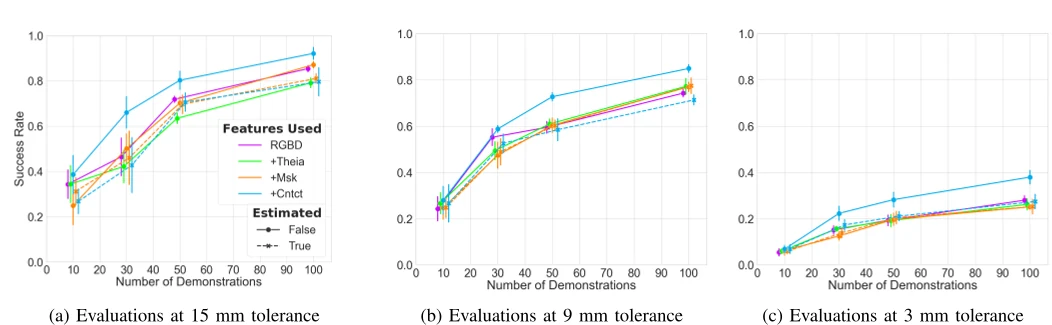 1.0
0.8
0.6
0.4
0.2
0.0
Success Rate
0 10 20 30 40 50 60 70 80 90 100
Number of Demonstrations
Features Used
RGBD
+Theia
+Msk
+Cntct
Estimated
False
True
(a) Evaluations at 15 mm tolerance
1.0
0.8
0.6
0.4
0.2
0.0
0 10 20 30 40 50 60 70 80 90 100
Number of Demonstrations
(b) Evaluations at 9 mm tolerance
1.0
0.8
0.6
0.4
0.2
0.0
0 10 20 30 40 50 60 70 80 90 100
Number of Demonstrations
(c) Evaluations at 3 mm tolerance